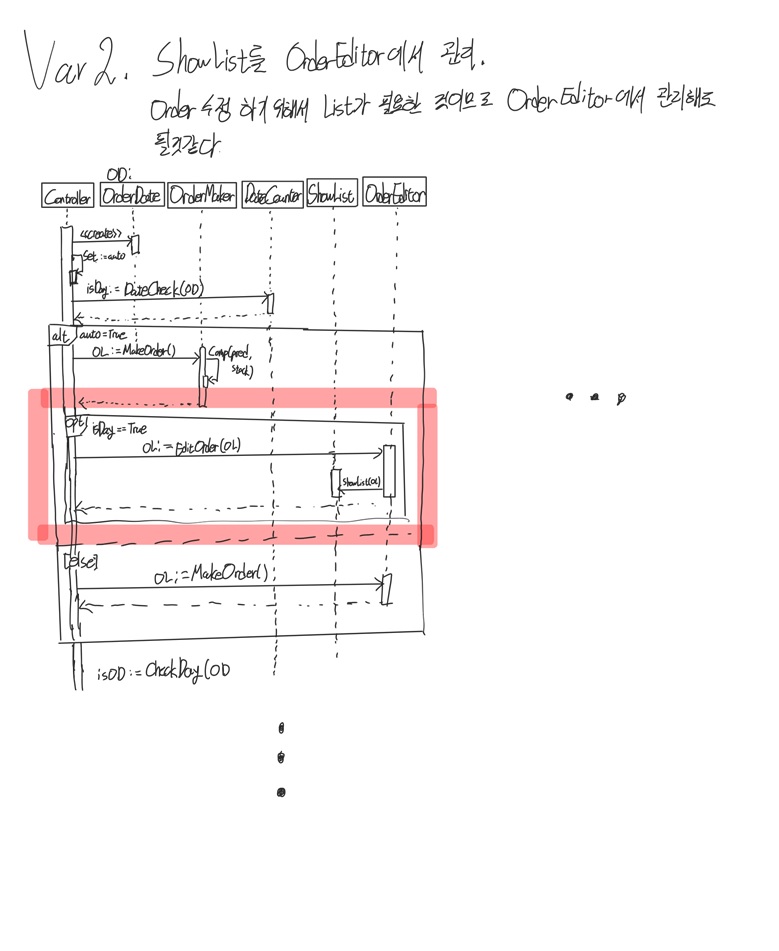 Var 2. ShowList를 OrderEditor에서 관리.
Order 수정 하기 위해서 List가 필요한 것이므로 OrderEditor에서 관리해도
될것같다
OD:
Controller OrderDate OrderMaker DateCounter ShowList OrderEditor
<<create>>
Set:=auto
isDay:=DateCheck(OD)
alt auto=True
OL:=MakeOrder() Comp(pred,
stock)
opt isDay==True
OL:=EditOrder(OL)
ShowList(OL)
[else]
OL:=MakeOrder()
isOD:=CheckDay(OD